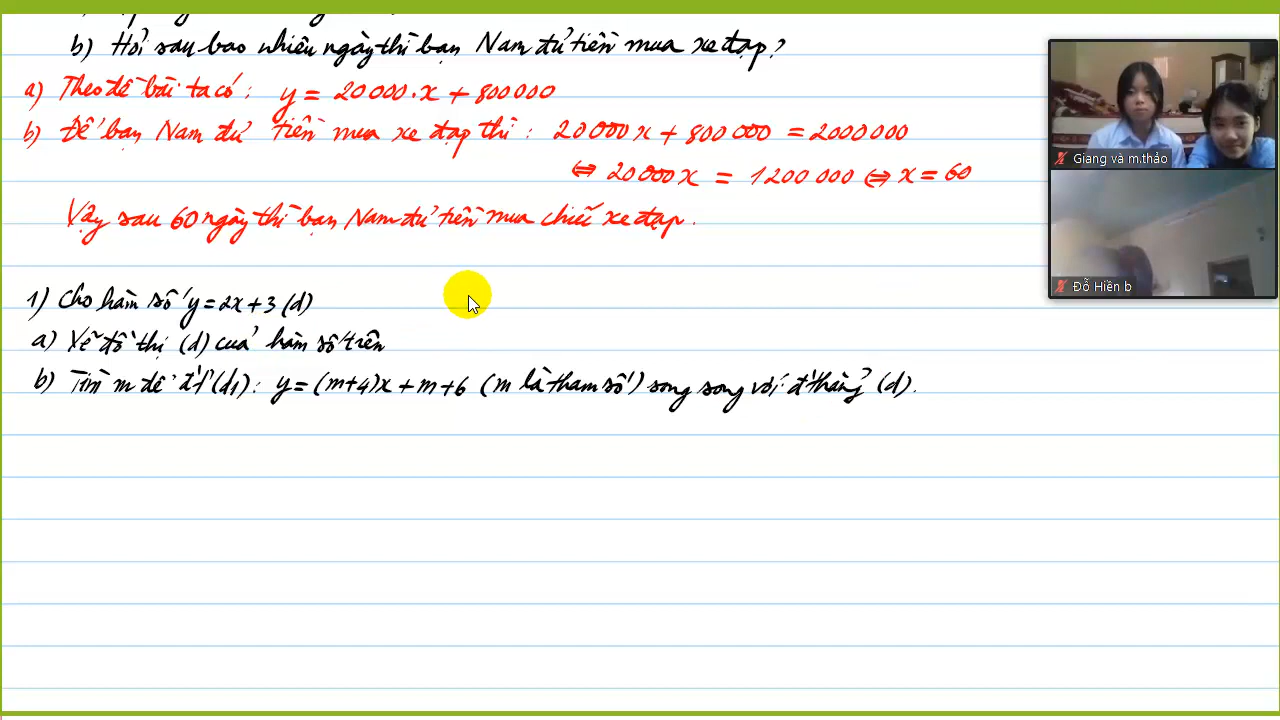 b) Hỏi sau bao nhiêu ngày thì bạn Nam đủ tiền mua xe đạp?
a) Theo đề bài ta có: y = 20000.x + 800000
b) Để bạn Nam đủ tiền mua xe đạp thì: 20000x + 800000 = 2000000
⇔ 20000x = 1200000 ⇔ x = 60
Vậy sau 60 ngày thì bạn Nam đủ tiền mua chiếc xe đạp.
1) Cho hàm số y = 2x + 3 (d)
a) Vẽ đồ thị (d) của hàm số trên
b) Tìm m để đ't' (d1): y = (m+4)x + m + 6 (m là tham số) song song với đ' thẳng (d).
Giang và m.thảo
Đỗ Hiền b